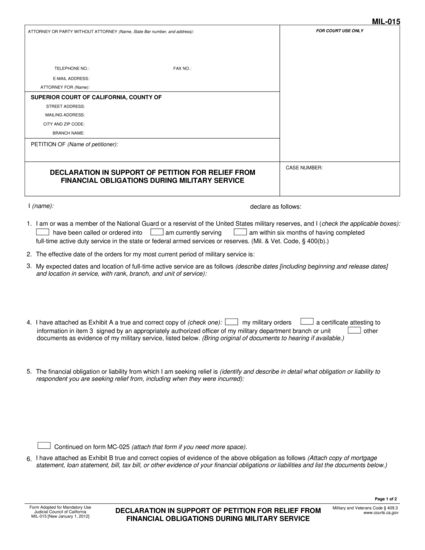 MIL-015
ATTORNEY OR PARTY WITHOUT ATTORNEY (Name, State Bar number, and address):
FOR COURT USE ONLY
TELEPHONE NO.: FAX NO.:
E-MAIL ADDRESS:
ATTORNEY FOR (Name):
SUPERIOR COURT OF CALIFORNIA, COUNTY OF
STREET ADDRESS:
MAILING ADDRESS:
CITY AND ZIP CODE:
BRANCH NAME:
PETITION OF (Name of petitioner):
DECLARATION IN SUPPORT OF PETITION FOR RELIEF FROM
FINANCIAL OBLIGATIONS DURING MILITARY SERVICE
CASE NUMBER:
I (name): declare as follows:
1. I am or was a member of the National Guard or a reservist of the United States military reserves, and I (check the applicable boxes):
have been called or ordered into am currently serving am within six months of having completed
full-time active duty service in the state or federal armed services or reserves. (Mil. & Vet. Code, § 400(b).)
2. The effective date of the orders for my most current period of military service is:
3. My expected dates and location of full-time active service are as follows (describe dates [including beginning and release dates]
and location in service, with rank, branch, and unit of service):
4. I have attached as Exhibit A a true and correct copy of (check one): my military orders a certificate attesting to
information in item 3 signed by an appropriately authorized officer of my military department branch or unit other
documents as evidence of my military service, listed below. (Bring original of documents to hearing if available.)
5. The financial obligation or liability from which I am seeking relief is (identify and describe in detail what obligation or liability to
respondent you are seeking relief from, including when they were incurred):
Continued on form MC-025 (attach that form if you need more space).
6. I have attached as Exhibit B true and correct copies of evidence of the above obligation as follows (Attach copy of mortgage
statement, loan statement, bill, tax bill, or other evidence of your financial obligations or liabilities and list the documents below.)
Page 1 of 2
Form Adopted for Mandatory Use
Judicial Council of California
MIL-015 [New January 1, 2012]
DECLARATION IN SUPPORT OF PETITION FOR RELIEF FROM
FINANCIAL OBLIGATIONS DURING MILITARY SERVICE
Military and Veterans Code § 409.3
www.courts.ca.gov